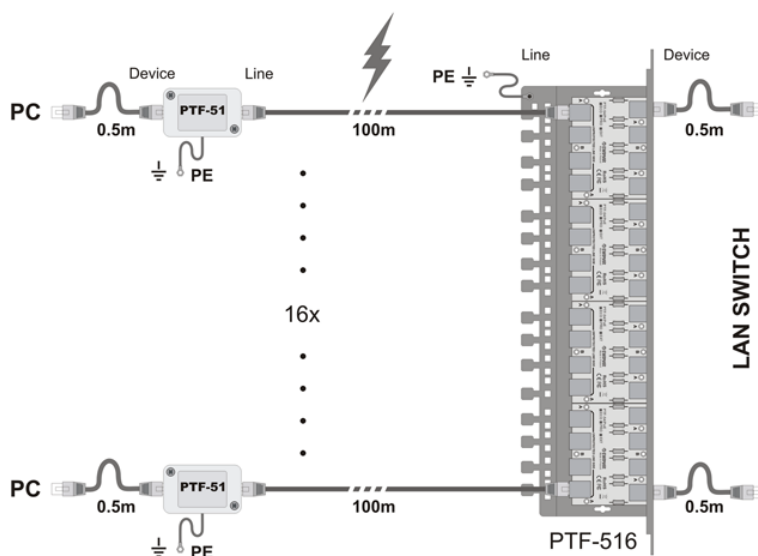 Line
Device
PE
Device
Line
PC
PTF-51
0.5m
100m
0.5m
PE
16x
LAN SWITCH
PC
PTF-51
0.5m
100m
0.5m
PE
PTF-516